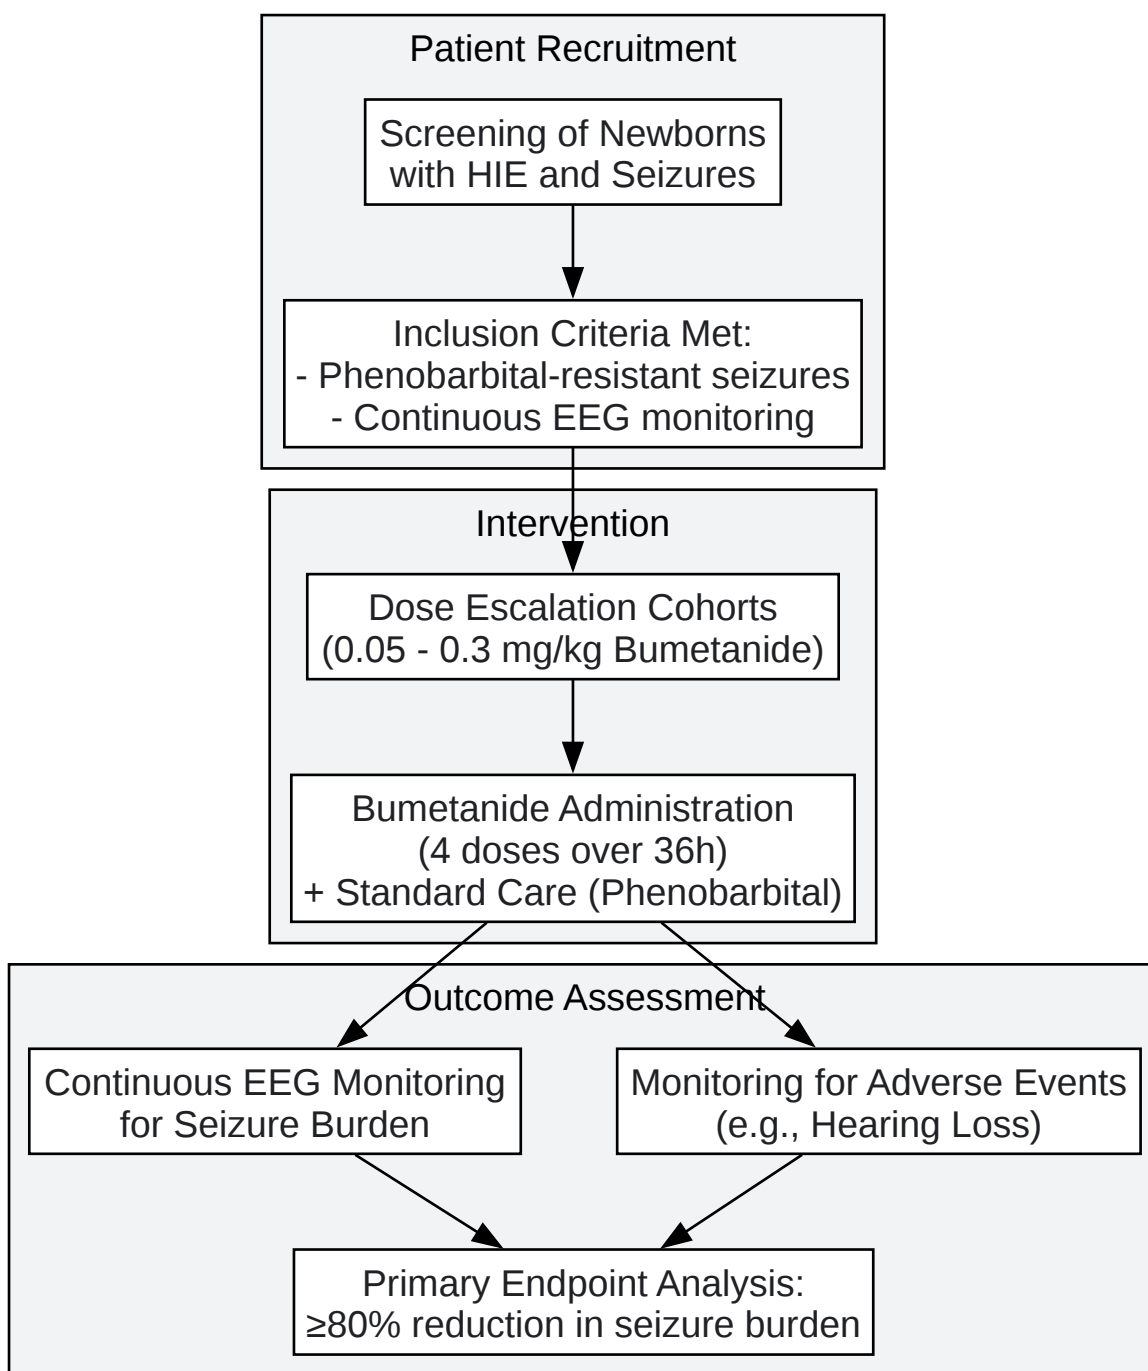 Patient Recruitment
Screening of Newborns
with HIE and Seizures
Inclusion Criteria Met:
- Phenobarbital-resistant seizures
- Continuous EEG monitoring
Intervention
Dose Escalation Cohorts
(0.05 - 0.3 mg/kg Bumetanide)
Bumetanide Administration
(4 doses over 36h)
+ Standard Care (Phenobarbital)
Outcome Assessment
Continuous EEG Monitoring
for Seizure Burden
Monitoring for Adverse Events
(e.g., Hearing Loss)
Primary Endpoint Analysis:
≥80% reduction in seizure burden